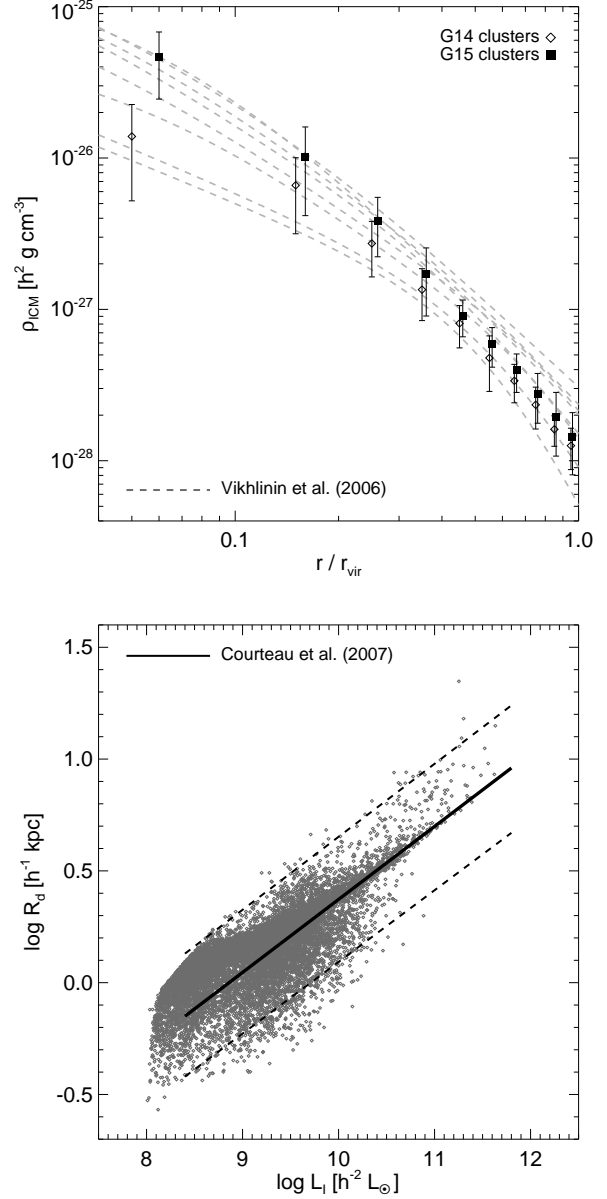 10⁻²⁵
G14 clusters
G15 clusters
10⁻²⁶
ρ_ICM [h² g cm⁻³]
10⁻²⁷
10⁻²⁸
Vikhlinin et al. (2006)
0.1 1.0
r / r_vir
1.5
Courteau et al. (2007)
1.0
log R_d [h⁻¹ kpc]
0.5
0.0
-0.5
8 9 10 11 12
log L_I [h⁻² L_☉]